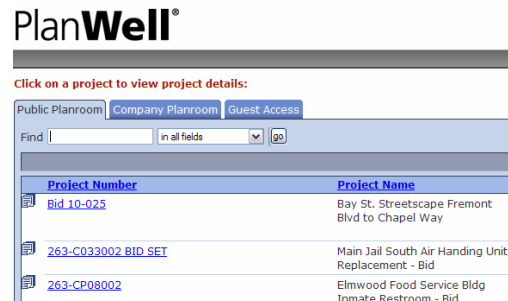 PlanWell®
Click on a project to view project details:
Public Planroom Company Planroom Guest Access
Find in all fields go
Project Number Project Name
Bid 10-025 Bay St. Streetscape Fremont
Blvd to Chapel Way
263-C033002 BID SET Main Jail South Air Handing Unit
Replacement - Bid
263-CP08002 Elmwood Food Service Bldg
Inmate Restroom - Bid